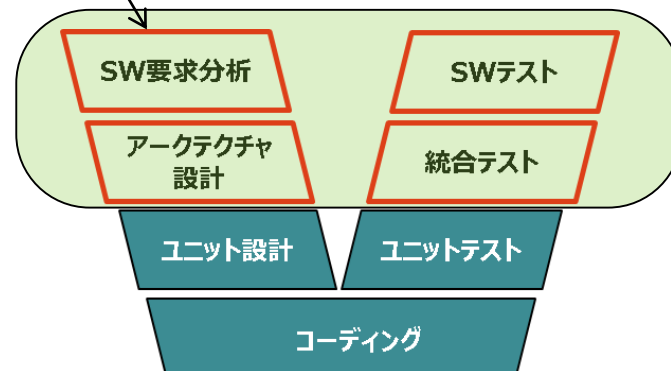 SW要求分析
SWテスト
アークテクチャ
設計
統合テスト
ユニット設計
ユニットテスト
コーディング